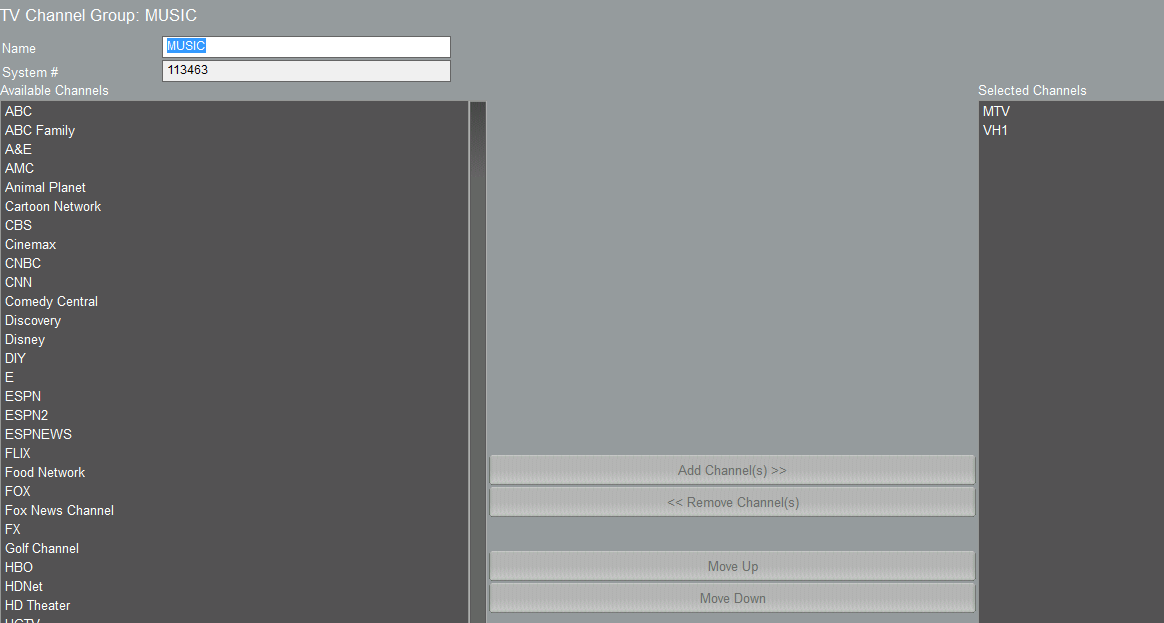 TV Channel Group: MUSIC
Name
MUSIC
System #
113463
Available Channels
ABC
ABC Family
A&E
AMC
Animal Planet
Cartoon Network
CBS
Cinemax
CNBC
CNN
Comedy Central
Discovery
Disney
DIY
E
ESPN
ESPN2
ESPNEWS
FLIX
Food Network
FOX
Fox News Channel
FX
Golf Channel
HBO
HDNet
HD Theater
HGTV
Add Channel(s) >>
<< Remove Channel(s)
Move Up
Move Down
Selected Channels
MTV
VH1